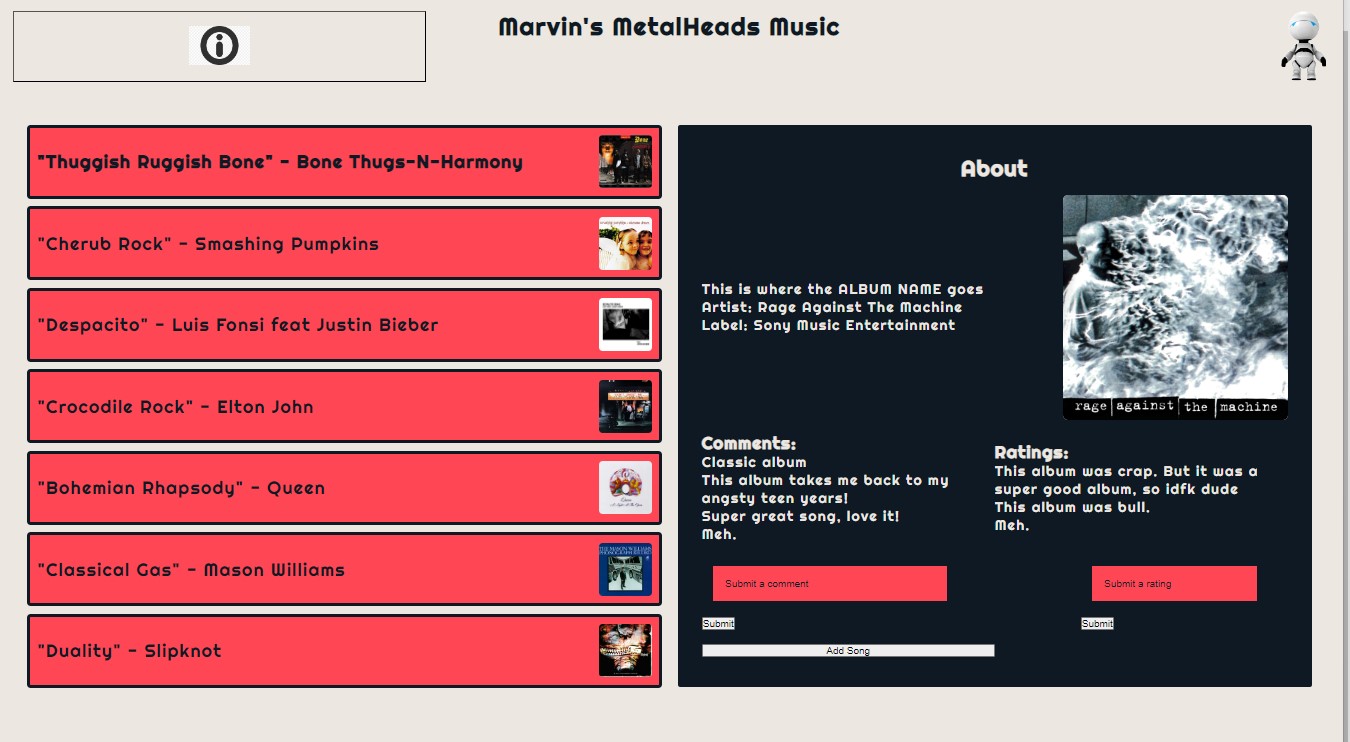 Marvin's MetalHeads Music
"Thuggish Ruggish Bone" - Bone Thugs-N-Harmony
"Cherub Rock" - Smashing Pumpkins
"Despacito" - Luis Fonsi feat Justin Bieber
"Crocodile Rock" - Elton John
"Bohemian Rhapsody" - Queen
"Classical Gas" - Mason Williams
"Duality" - Slipknot
About
This is where the ALBUM NAME goes
Artist: Rage Against The Machine
Label: Sony Music Entertainment
rage against the machine
Comments:
Classic album
This album takes me back to my
angsty teen years!
Super great song, love it!
Meh.
Ratings:
This album was crap. But it was a
super good album, so idfk dude
This album was bull.
Meh.
Submit a comment
Submit
Submit a rating
Submit
Add Song